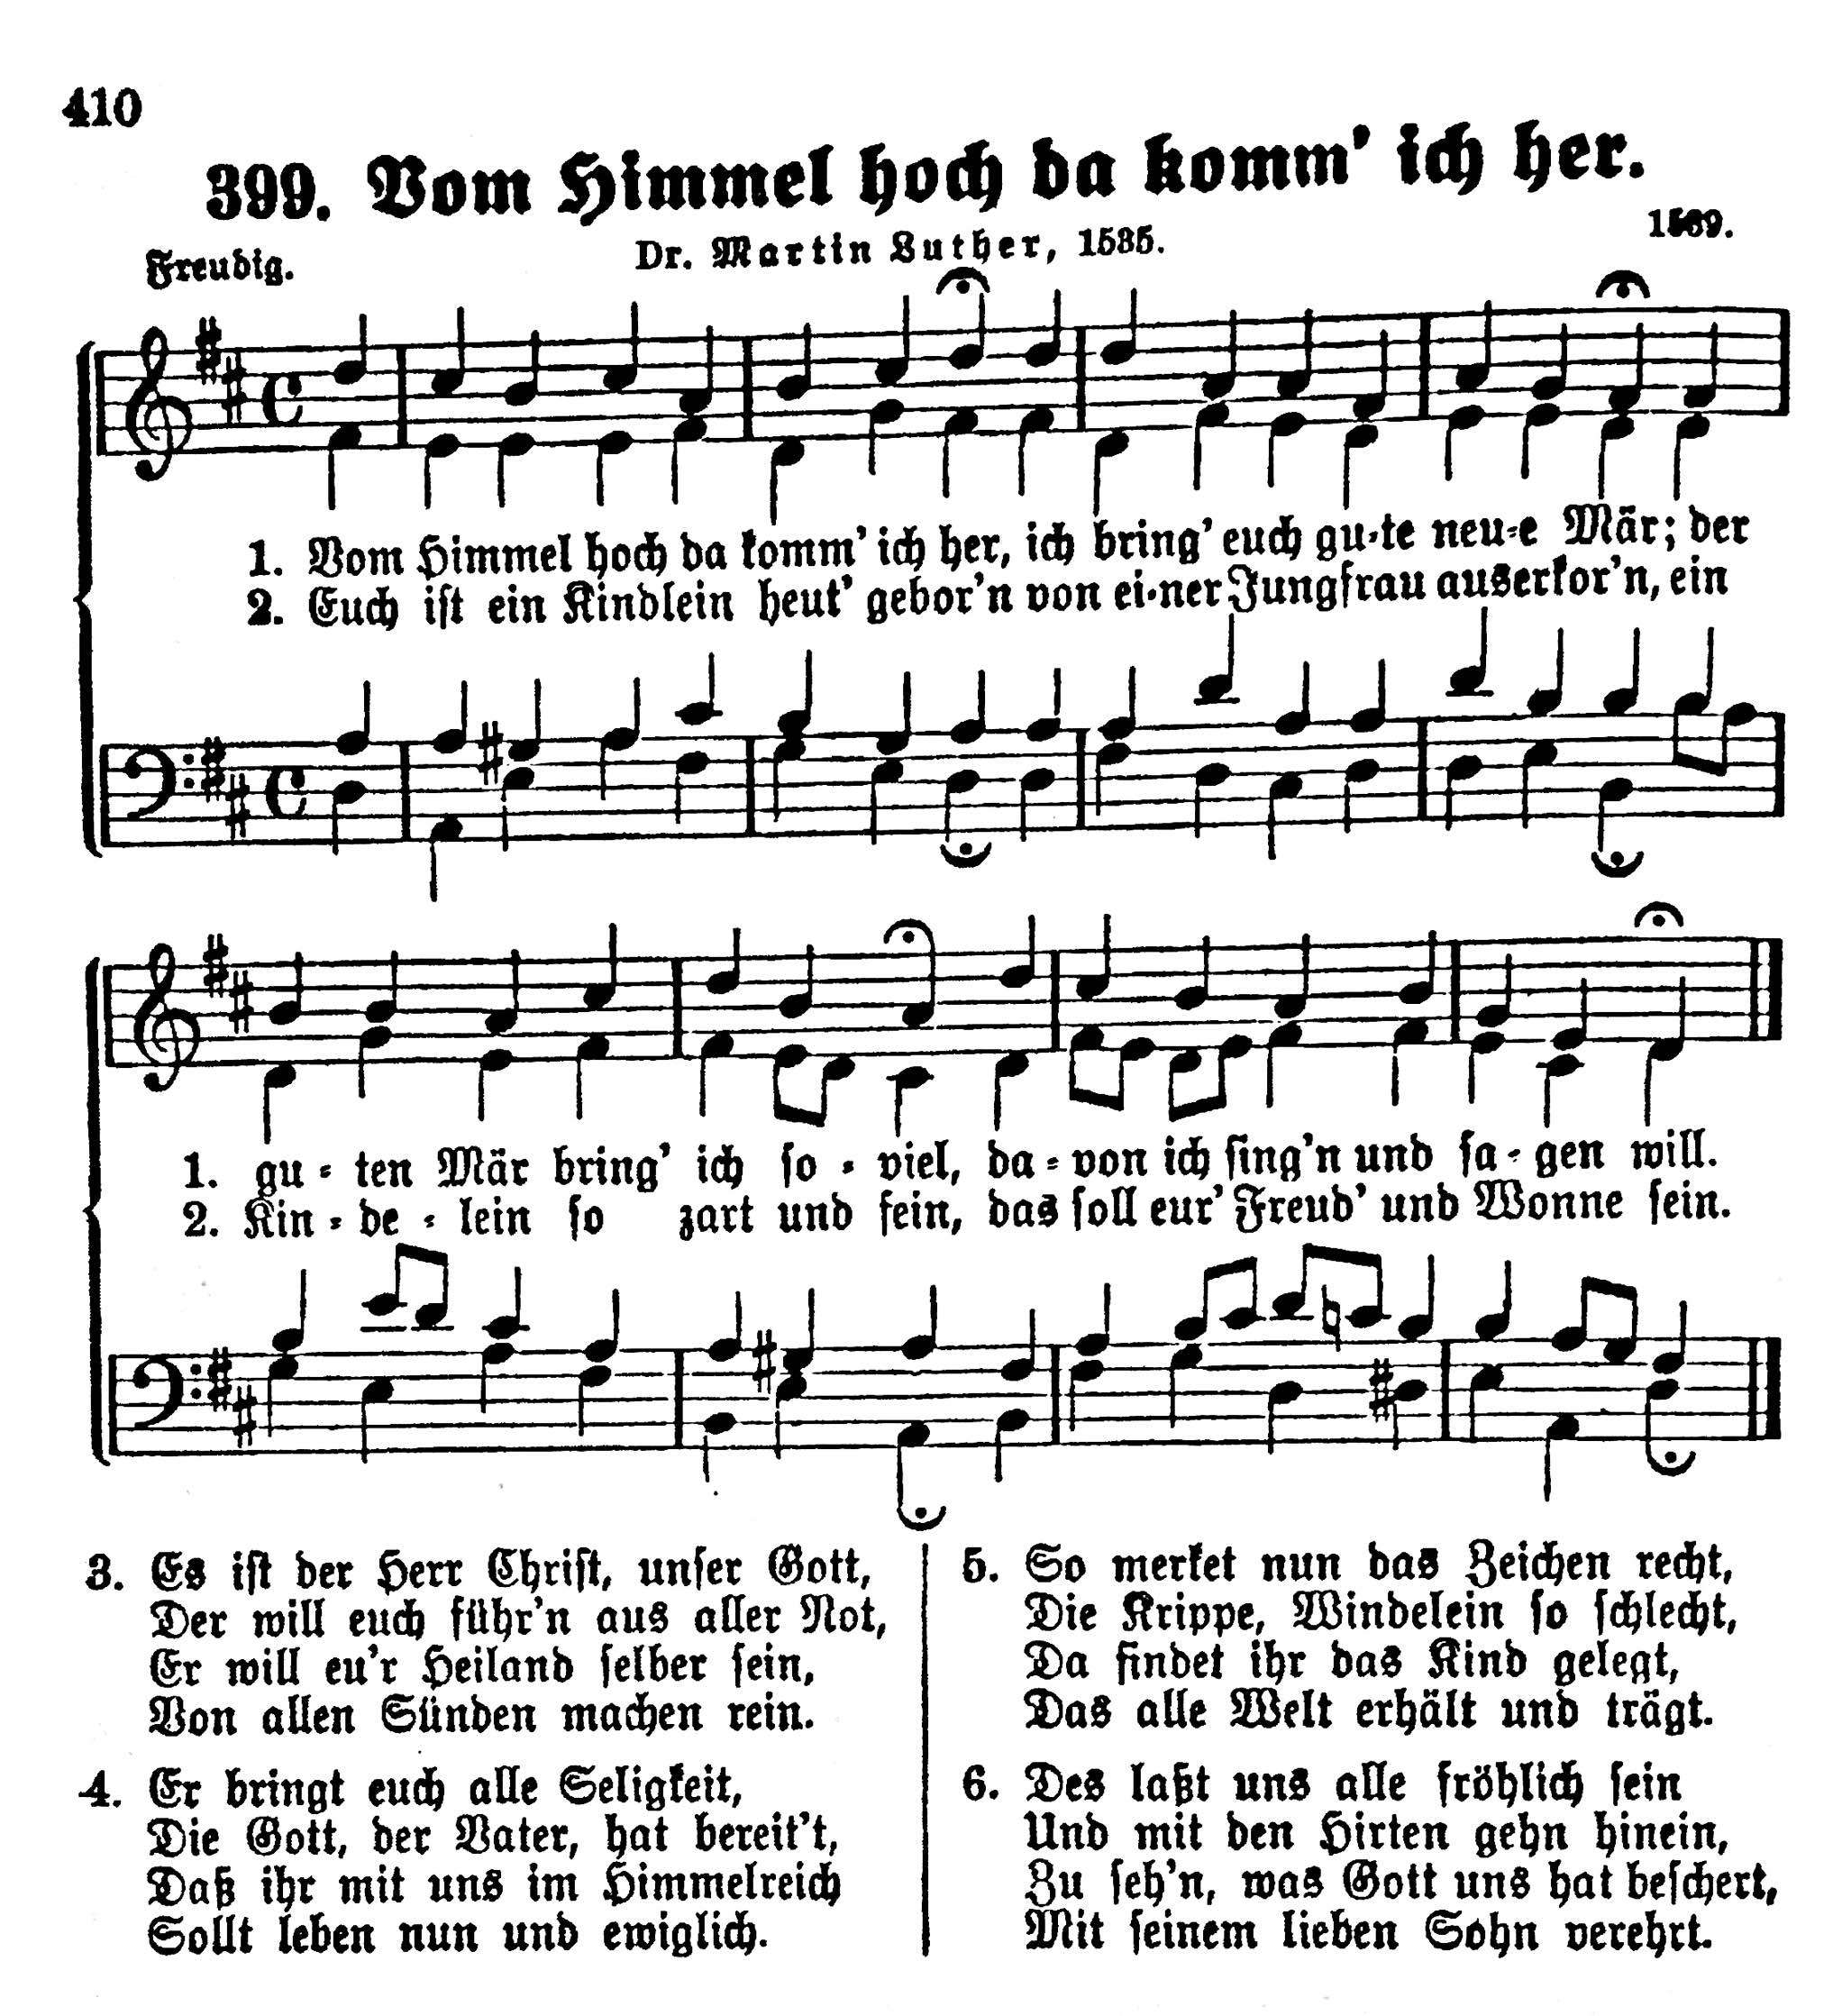 410
399. Vom Himmel hoch da komm' ich her.
Freudig.
Dr. Martin Luther, 1535.
1539.
1. Vom Himmel hoch da komm' ich her, ich bring' euch gu-te neu-e Mär; der
2. Euch ist ein Kindlein heut' gebor'n von ei-ner Jungfrau auserkor'n, ein
1. gu-ten Mär bring' ich so-viel, da-von ich sing'n und sa-gen will.
2. Kin-de-lein so zart und fein, das soll eur' Freud' und Wonne sein.
3. Es ist der Herr Christ, unser Gott,
Der will euch führ'n aus aller Not,
Er will eu'r Heiland selber sein,
Von allen Sünden machen rein.
4. Er bringt euch alle Seligkeit,
Die Gott, der Vater, hat bereit't,
Daß ihr mit uns im Himmelreich
Sollt leben nun und ewiglich.
5. So merket nun das Zeichen recht,
Die Krippe, Windelein so schlecht,
Da findet ihr das Kind gelegt,
Das alle Welt erhält und trägt.
6. Des laßt uns alle fröhlich sein
Und mit den Hirten gehn hinein,
Zu seh'n, was Gott uns hat beschert,
Mit seinem lieben Sohn verehrt.